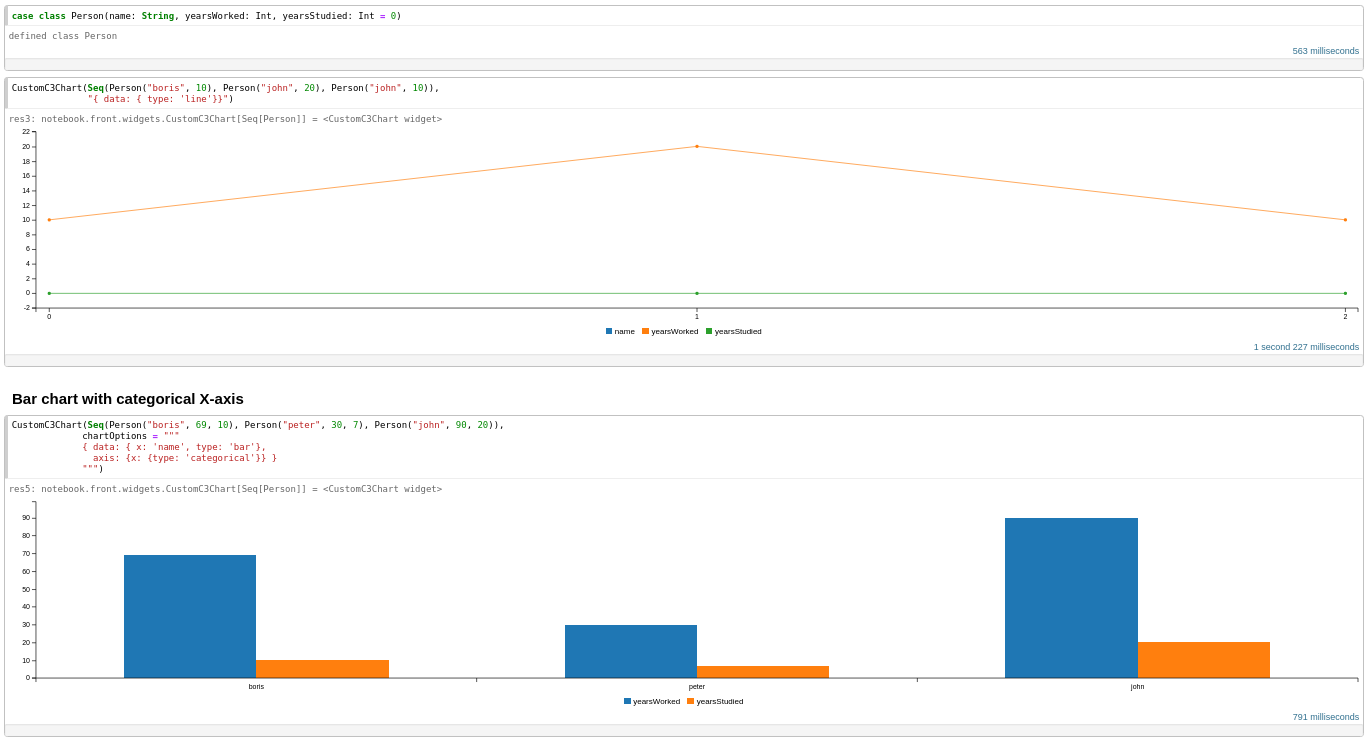 case class Person(name: String, yearsWorked: Int, yearsStudied: Int = 0)
defined class Person
563 milliseconds
CustomC3Chart(Seq(Person("boris", 10), Person("john", 20), Person("john", 10)),
"{ data: { type: 'line'}}")
res3: notebook.front.widgets.CustomC3Chart[Seq[Person]] = <CustomC3Chart widget>
22
20
18
16
14
12
10
8
6
4
2
0
-2
0 1 2
name yearsWorked yearsStudied
1 second 227 milliseconds
Bar chart with categorical X-axis
CustomC3Chart(Seq(Person("boris", 69, 10), Person("peter", 30, 7), Person("john", 90, 20)),
chartOptions = """
{ data: { x: 'name', type: 'bar'},
axis: {x: {type: 'categorical'}} }
""")
res5: notebook.front.widgets.CustomC3Chart[Seq[Person]] = <CustomC3Chart widget>
90
80
70
60
50
40
30
20
10
0
boris peter john
yearsWorked yearsStudied
791 milliseconds